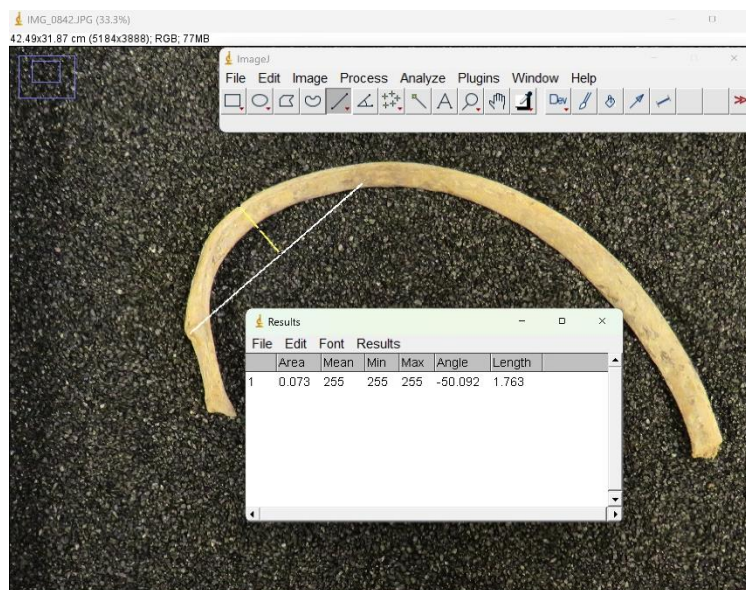 IMG_0842.JPG (33.3%)
42.49x31.87 cm (5184x3888); RGB; 77MB
ImageJ
File Edit Image Process Analyze Plugins Window Help
A Dev
Results
File Edit Font Results
Area Mean Min Max Angle Length
1 0.073 255 255 255 -50.092 1.763